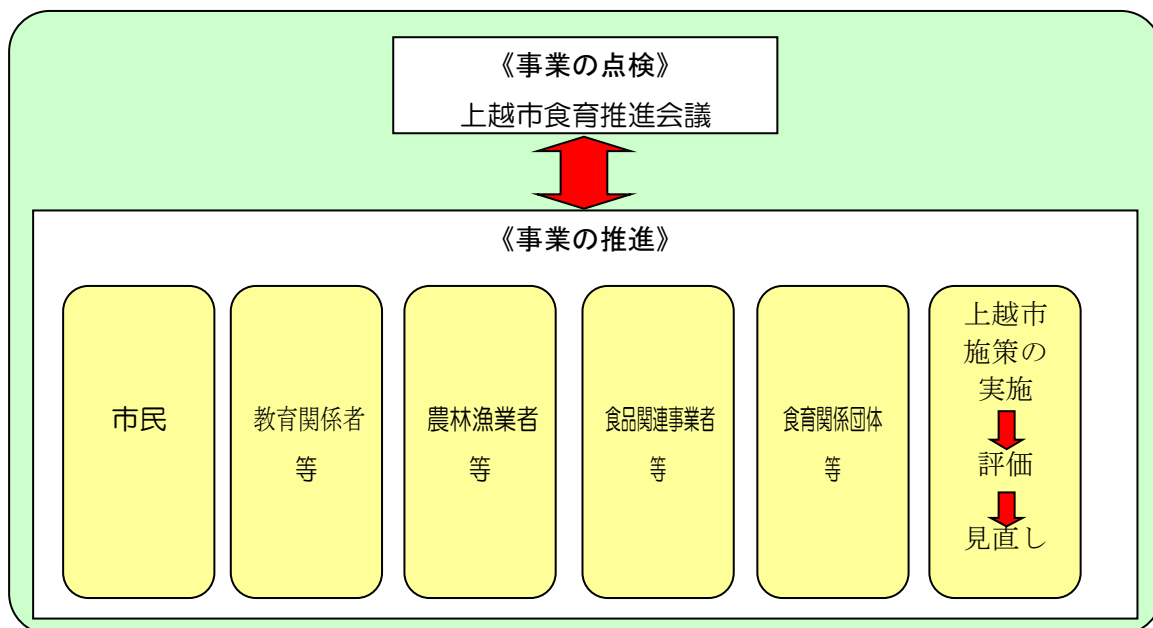 《事業の点検》
上越市食育推進会議
《事業の推進》
市民
教育関係者
等
農林漁業者
等
食品関連事業者
等
食育関係団体
等
上越市
施策の
実施
評価
見直し